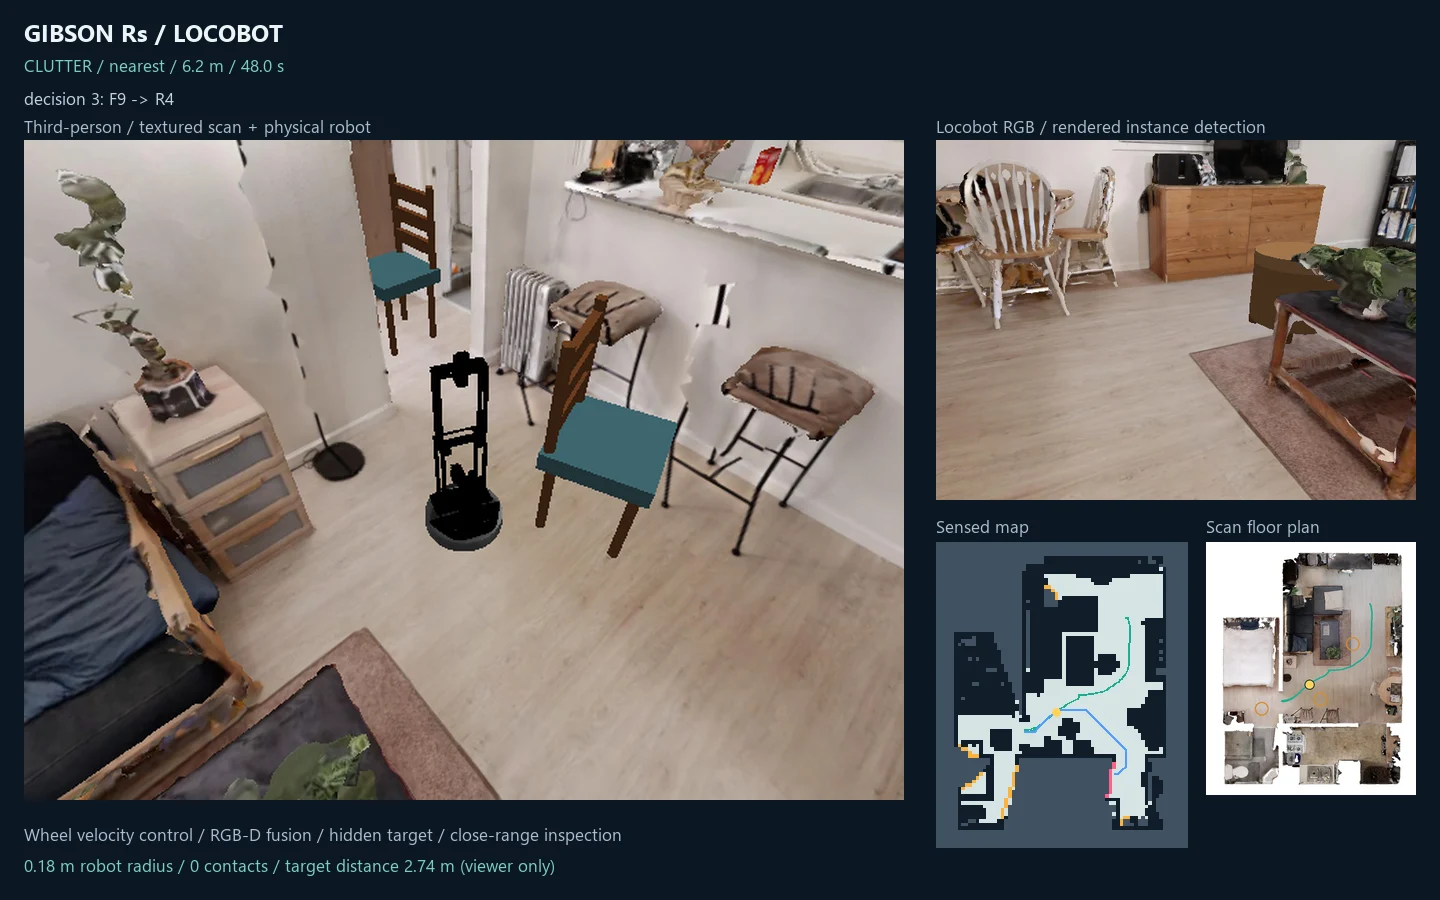 GIBSON Rs / LOCOBOT
CLUTTER / nearest / 6.2 m / 48.0 s
decision 3: F9 -> R4
Third-person / textured scan + physical robot
Locobot RGB / rendered instance detection
Sensed map
Scan floor plan
Wheel velocity control / RGB-D fusion / hidden target / close-range inspection
0.18 m robot radius / 0 contacts / target distance 2.74 m (viewer only)